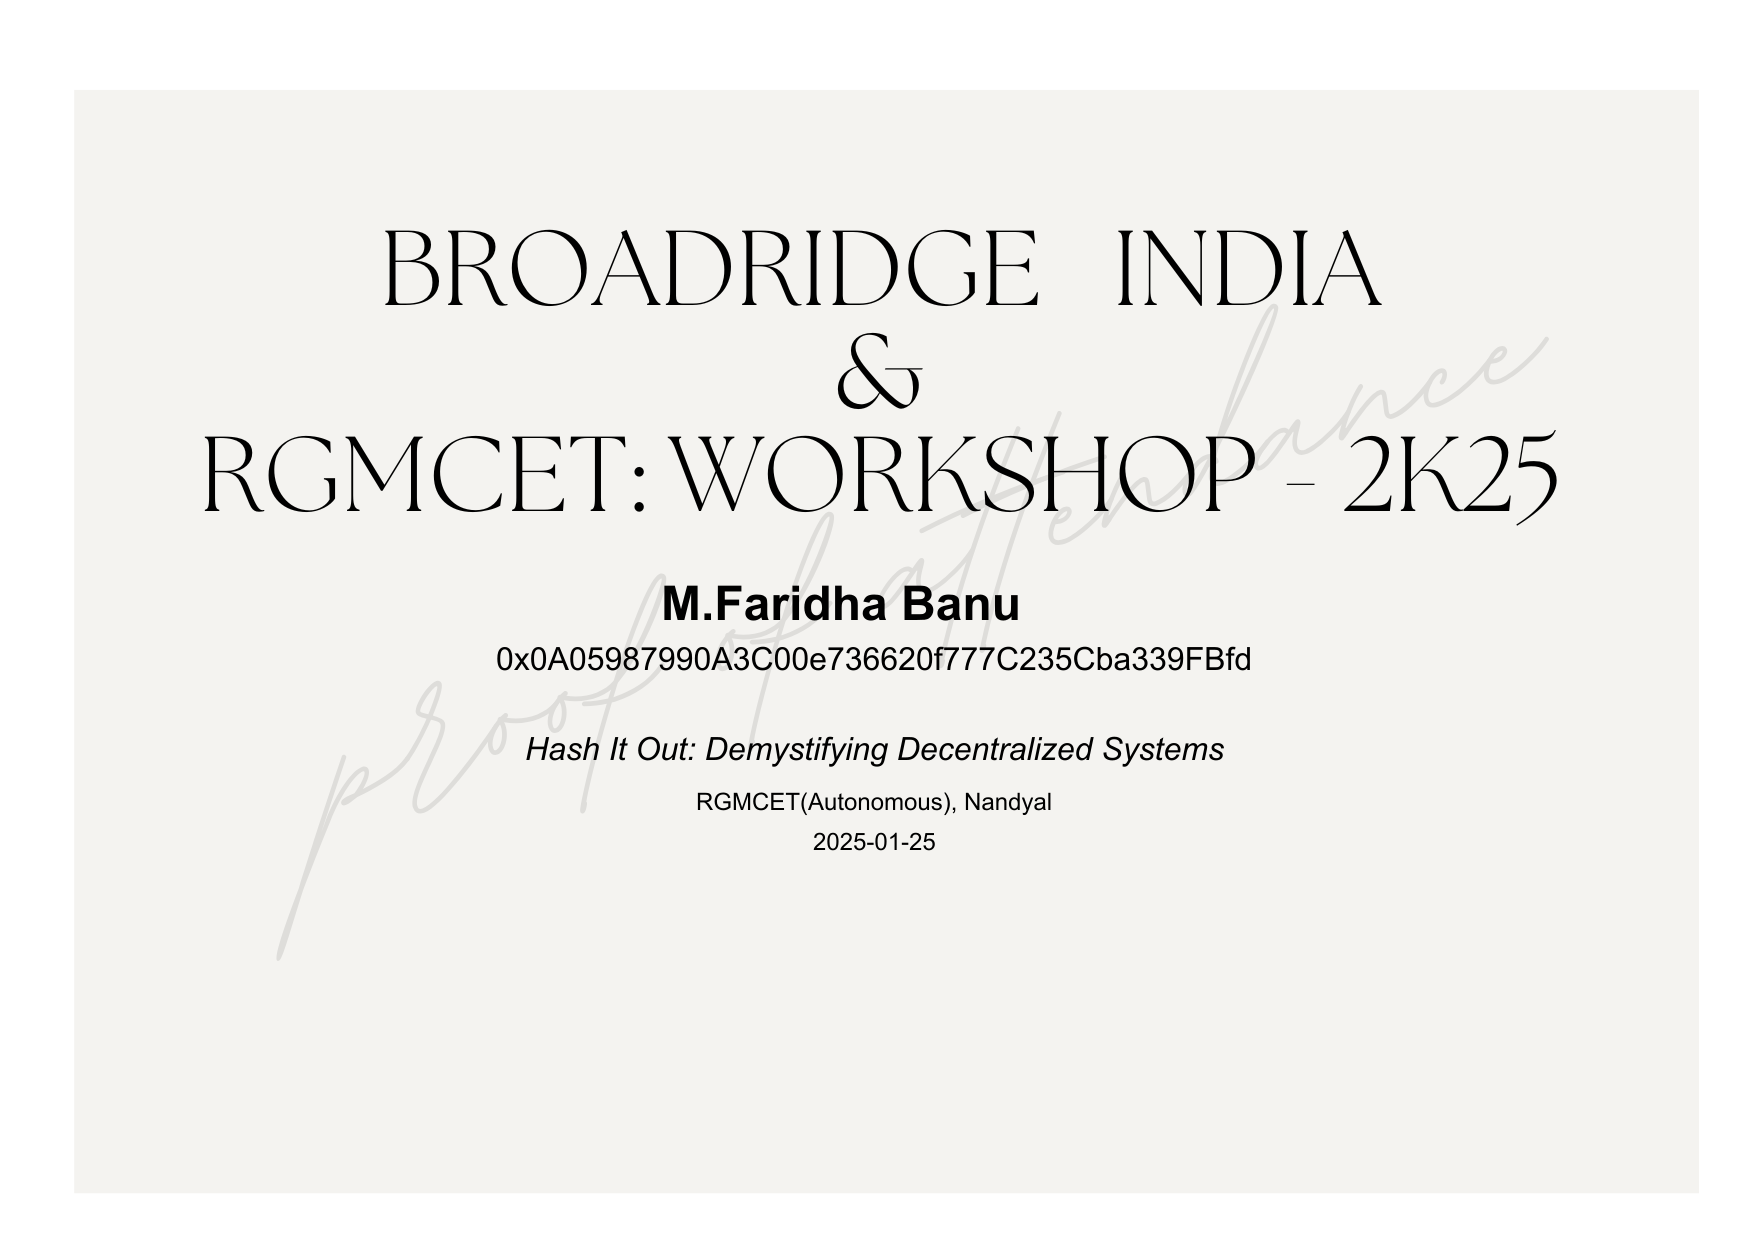 BROADRIDGE INDIA
&
RGMCET: WORKSHOP - 2K25
proof of attendance
M.Faridha Banu
0x0A05987990A3C00e736620f777C235Cba339FBfd
Hash It Out: Demystifying Decentralized Systems
RGMCET(Autonomous), Nandyal
2025-01-25